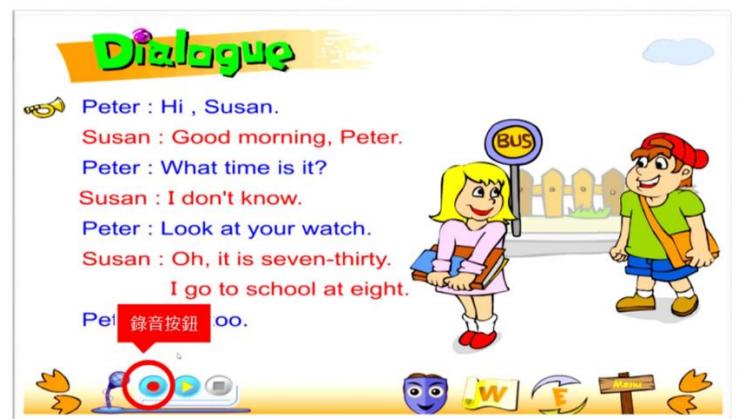 Dialogue
Peter : Hi , Susan.
Susan : Good morning, Peter.
Peter : What time is it?
Susan : I don't know.
Peter : Look at your watch.
Susan : Oh, it is seven-thirty.
I go to school at eight.
錄音按鈕
BUS
W
E
Menu